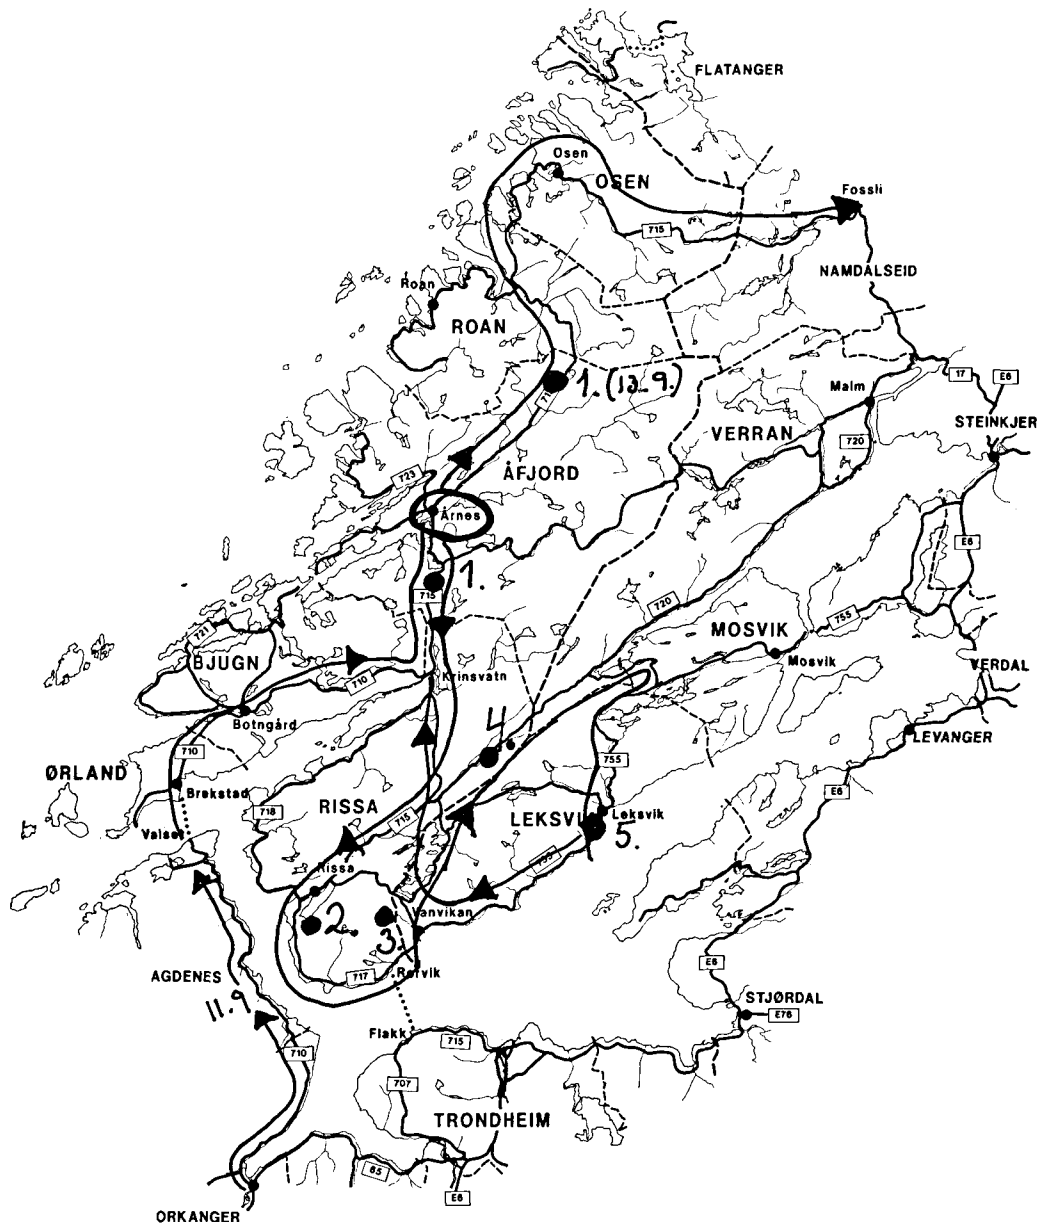 FLATANGER
Osen
OSEN
Fossli
715
NAMDALSEID
Roan
ROAN
1. (13.9.)
17
E6
Malm
STEINKJER
VERRAN
720
ÅFJORD
723
Årnes
E6
1.
715
720
MOSVIK
755
721
BJUGN
Mosvik
VERDAL
710
Krinsvatn
Botngård
4.
LEVANGER
710
755
ØRLAND
Brekstad
E6
RISSA
718
715
LEKSVIK
Leksvik
Valset
5.
755
Rissa
2.
3.
Vanvikan
E6
717
Rørvik
AGDENES
11.9
STJØRDAL
E76
Flakk
715
710
707
TRONDHEIM
65
E6
ORKANGER